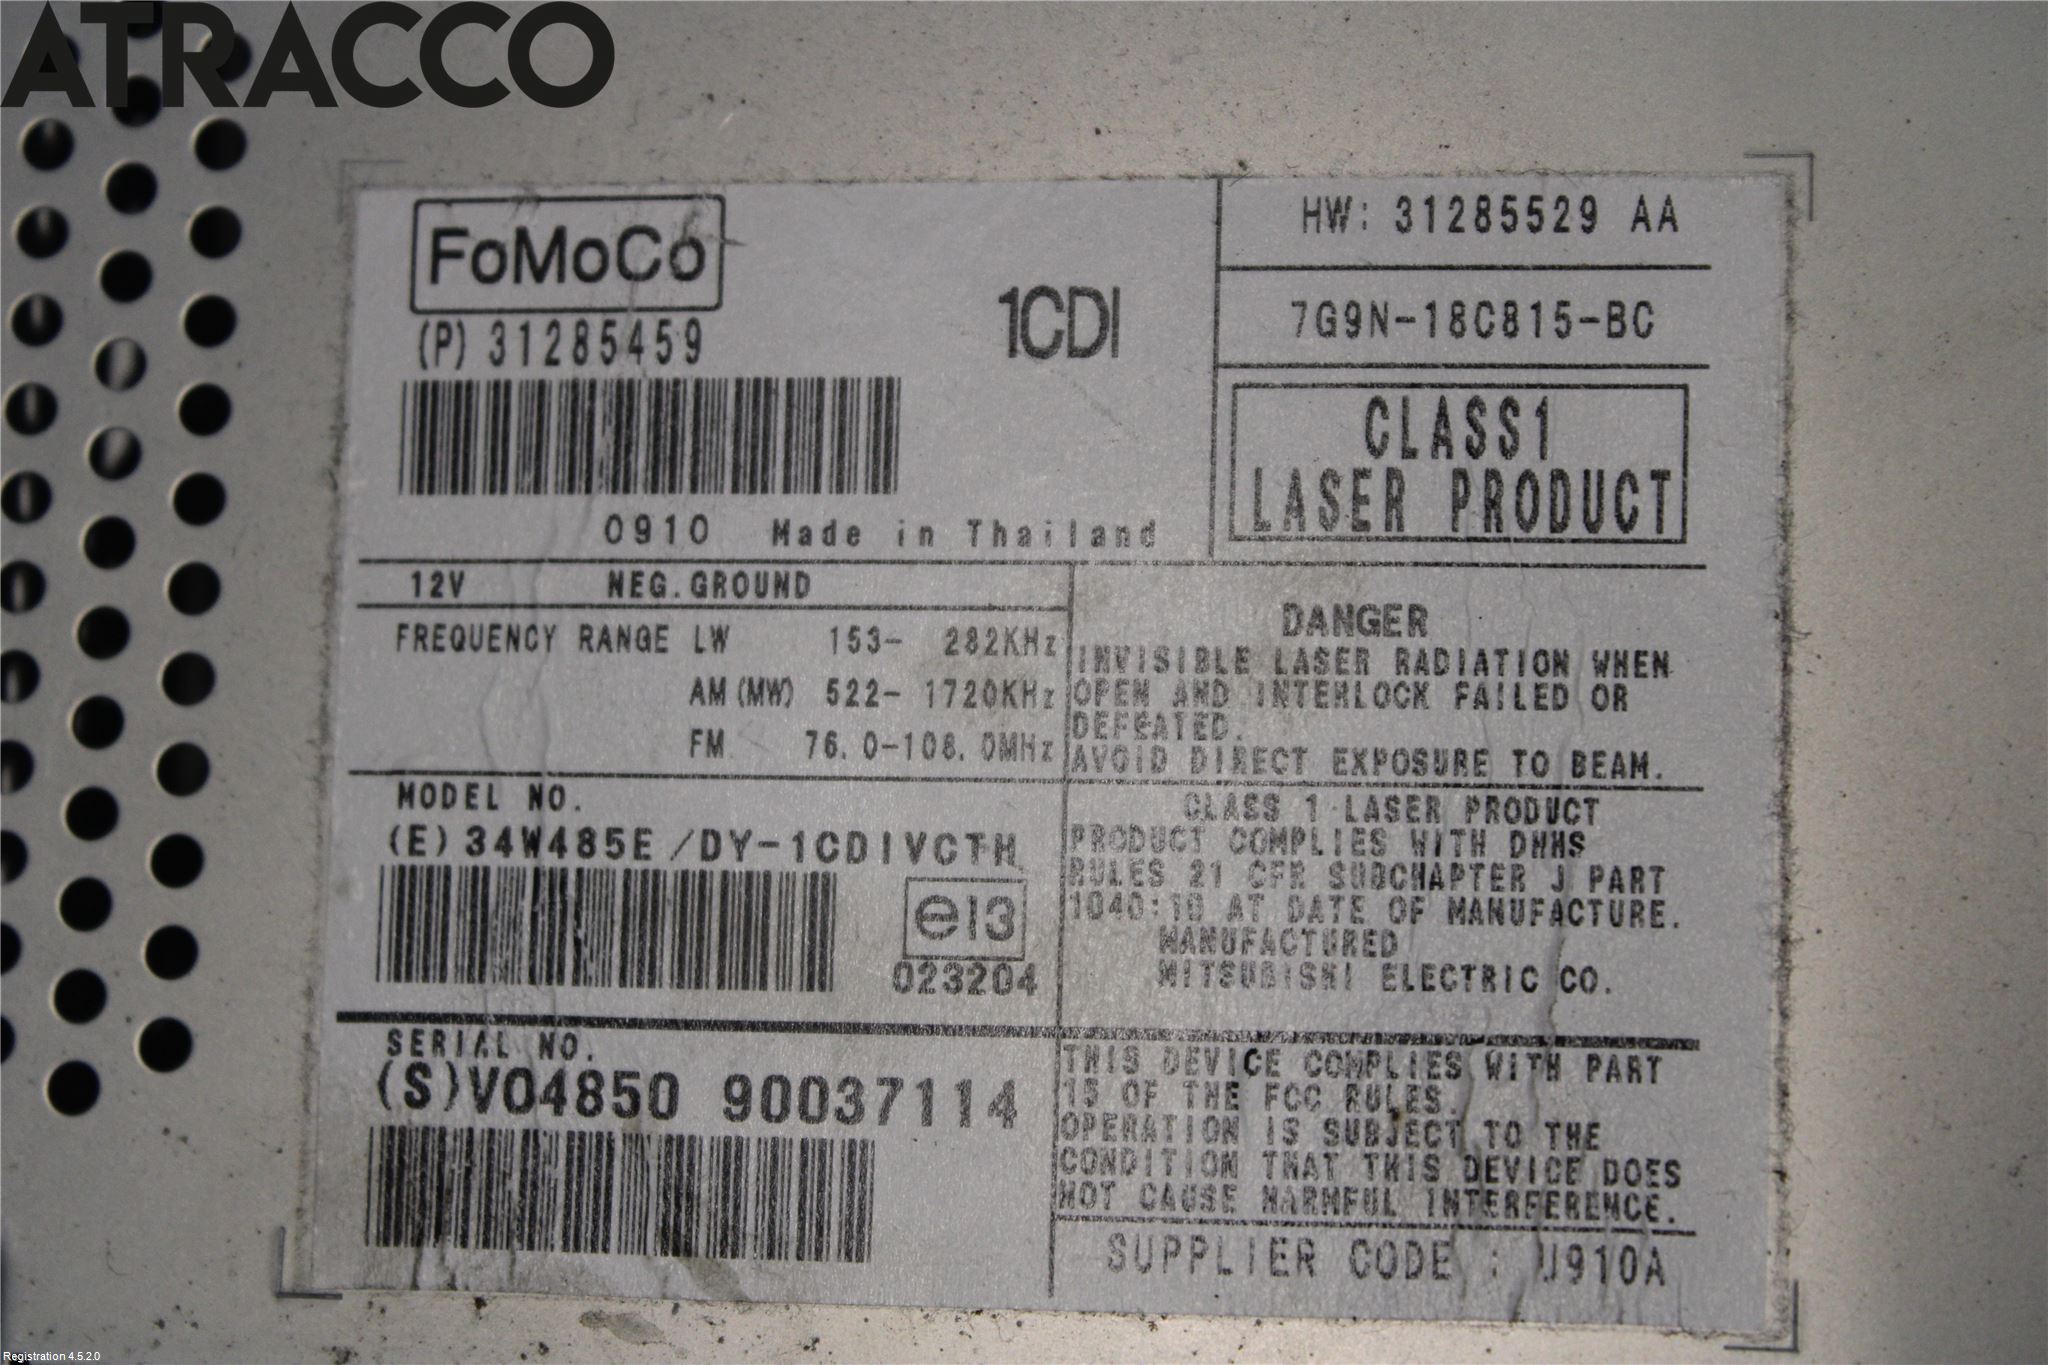 ATRACCO
FoMoCo
(P) 31285459
1CDI
0910 Made in Thailand
HW: 31285529 AA
7G9N-18C815-BC
CLASS1
LASER PRODUCT
12V NEG.GROUND
FREQUENCY RANGE LW 153- 282KHz
AM(MW) 522- 1720KHz
FM 76.0-108.0MHz
DANGER
INVISIBLE LASER RADIATION WHEN
OPEN AND INTERLOCK FAILED OR
DEFEATED.
AVOID DIRECT EXPOSURE TO BEAM.
MODEL NO.
(E) 34W485E/DY-1CDIVCTH
e13
023204
CLASS 1 LASER PRODUCT
PRODUCT COMPLIES WITH DHHS
RULES 21 CFR SUBCHAPTER J PART
1040:10 AT DATE OF MANUFACTURE.
MANUFACTURED
MITSUBISHI ELECTRIC CO.
SERIAL NO.
(S)VO4850 90037114
THIS DEVICE COMPLIES WITH PART
15 OF THE FCC RULES.
OPERATION IS SUBJECT TO THE
CONDITION THAT THIS DEVICE DOES
NOT CAUSE HARMFUL INTERFERENCE.
SUPPLIER CODE : U910A
Registration 4.5.2.0